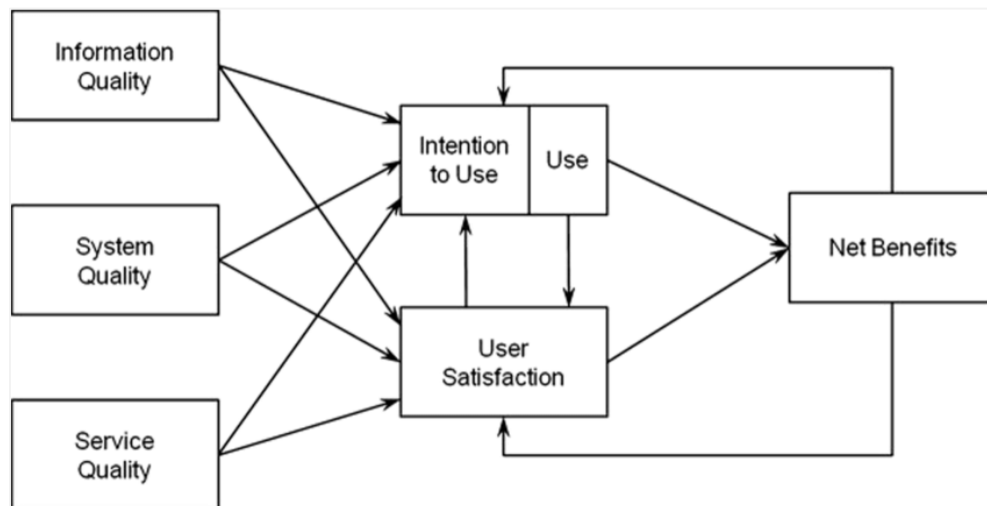 Information
Quality
Intention
to Use
Use
System
Quality
Net Benefits
User
Satisfaction
Service
Quality